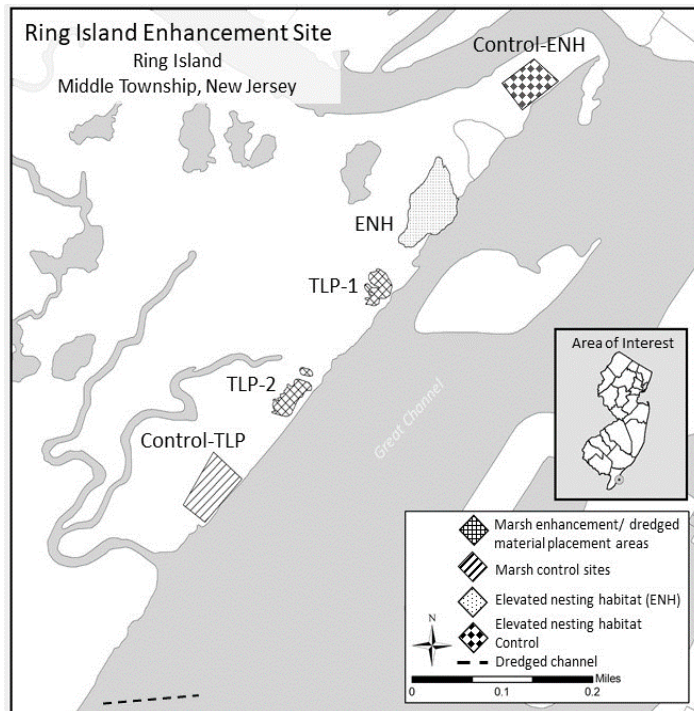 Ring Island Enhancement Site
Ring Island
Middle Township, New Jersey
Control-ENH
ENH
TLP-1
TLP-2
Control-TLP
Great Channel
Area of Interest
Marsh enhancement/ dredged
material placement areas
Marsh control sites
Elevated nesting habitat (ENH)
Elevated nesting habitat
Control
Dredged channel
N
Miles
0 0.1 0.2